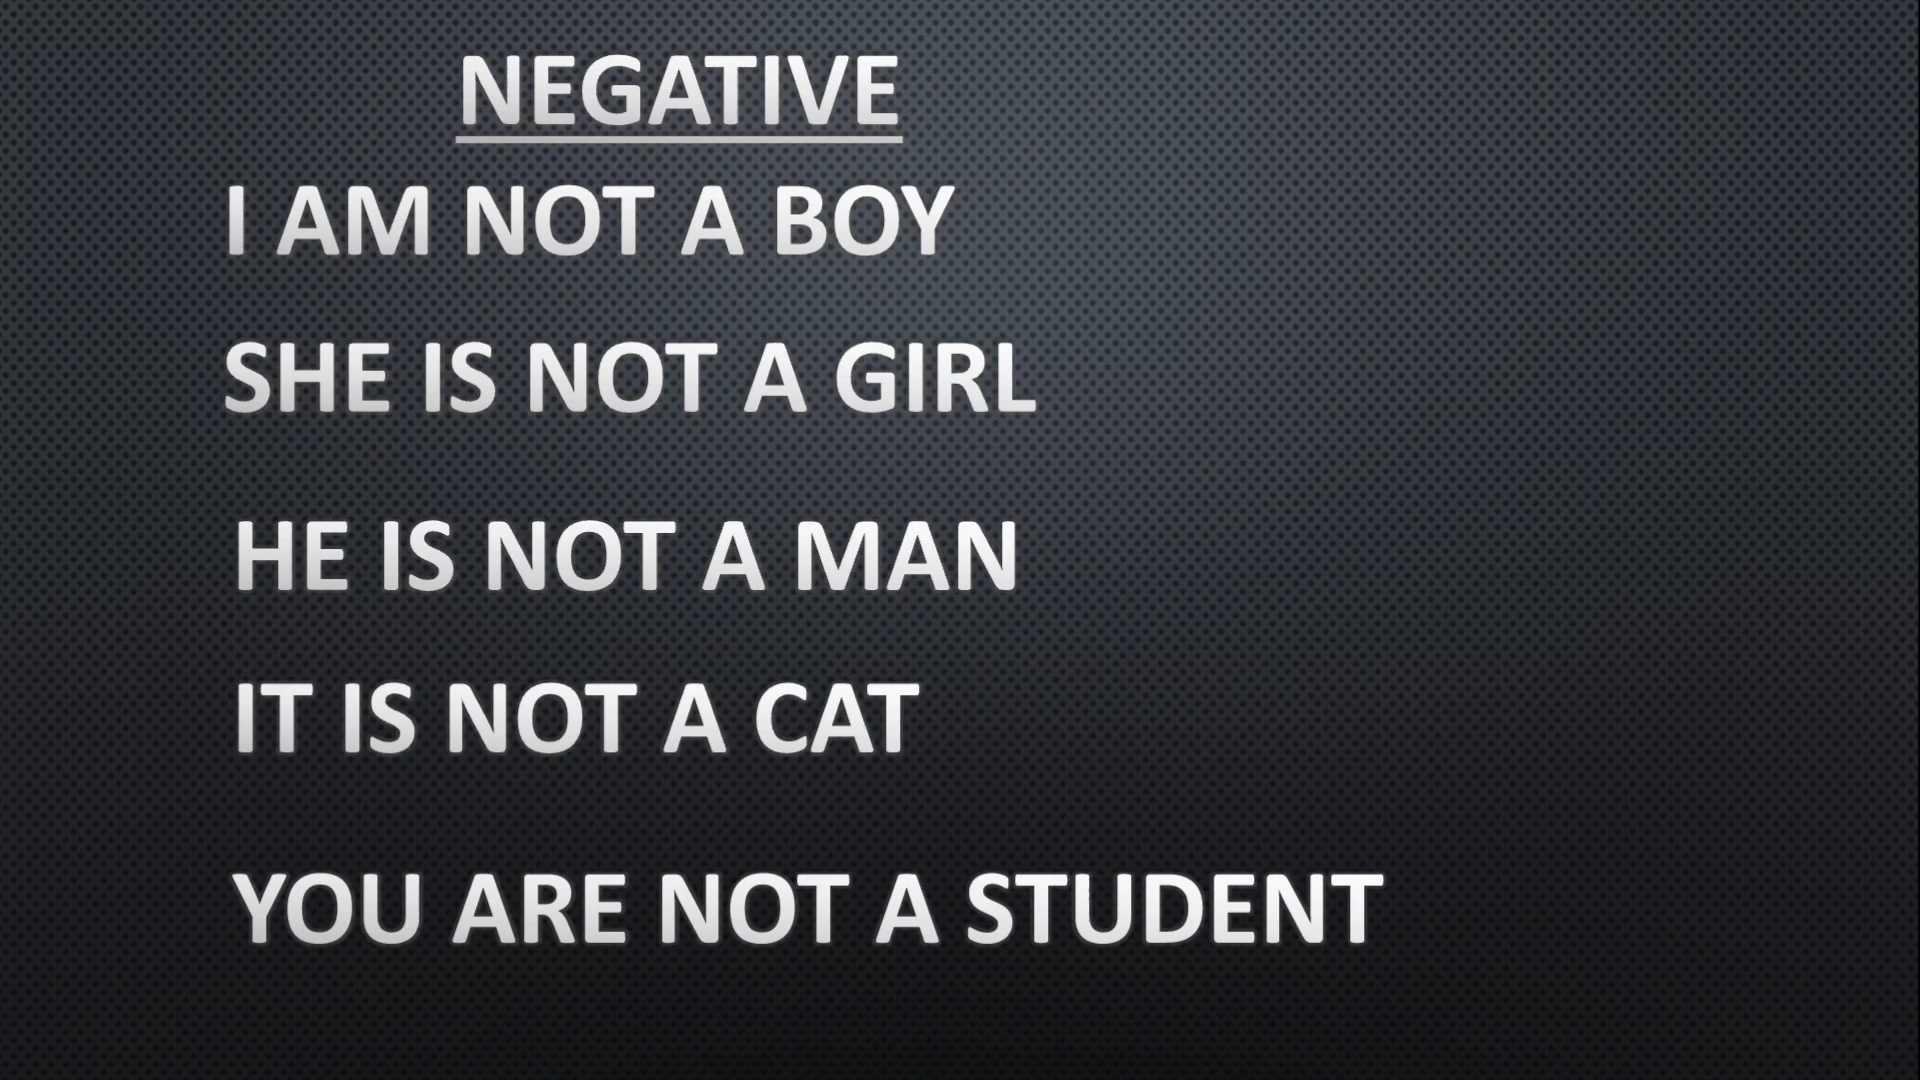 NEGATIVE
I AM NOT A BOY
SHE IS NOT A GIRL
HE IS NOT A MAN
IT IS NOT A CAT
YOU ARE NOT A STUDENT